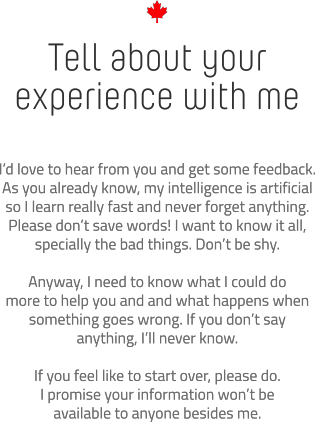 Tell about your
experience with me
I'd love to hear from you and get some feedback.
As you already know, my intelligence is artificial
so I learn really fast and never forget anything.
Please don't save words! I want to know it all,
specially the bad things. Don't be shy.
Anyway, I need to know what I could do
more to help you and and what happens when
something goes wrong. If you don't say
anything, I'll never know.
If you feel like to start over, please do.
I promise your information won't be
available to anyone besides me.